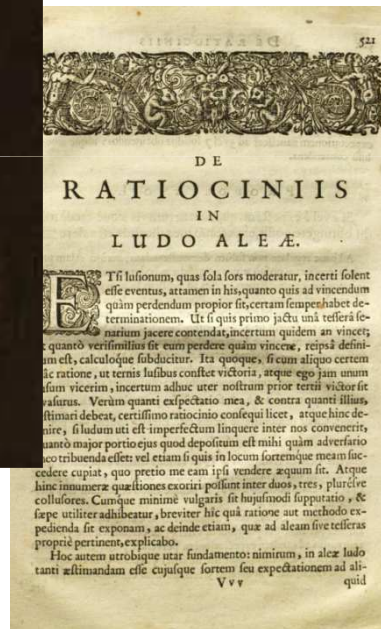 521
DE
RATIOCINIIS
IN
LUDO ALEÆ.
ETſi luſionum, quas ſola ſors moderatur, incerti ſolent
eſſe eventus, attamen in his, quanto quis ad vincendum
quàm perdendum propior ſit, certam ſemper habet de-
terminationem. Ut ſi quis primo jactu unâ teſſerâ ſe-
narium jacere contendat, incertum quidem an vincet;
quantò veriſimilius ſit eum perdere quàm vincere, reipſâ defini-
am eſt, calculoque ſubducitur. Ita quoque, ſi cum aliquo certem
ac ratione, ut ternis luſibus conſtet victoria, atque ego jam unum
uſum vicerim, incertum adhuc uter noſtrum prior tertii victor ſit
vaſurus. Verùm quanti exſpectatio mea, & contra quanti illius,
ſtimari debeat, certiſſimo ratiocinio conſequi licet, atque hinc de-
nire, ſi ludum uti eſt imperfectum linquere inter nos convenerit,
uantò major portio ejus quod depoſitum eſt mihi quàm adverſario
eo tribuenda eſſet: vel etiam ſi quis in locum ſortemque meam ſuc-
cedere cupiat, quo pretio me eam ipſi vendere æquum ſit. Atque
hinc innumeræ quæſtiones exoriri poſſunt inter duos, tres, plureſve
colluſores. Cumque minimè vulgaris ſit hujuſmodi ſupputatio, &
ſæpe utiliter adhibeatur, breviter hîc quâ ratione aut methodo ex-
pedienda ſit exponam, ac deinde etiam, quæ ad aleam ſive teſſeras
propriè pertinent, explicabo.
Hoc autem utrobique utar fundamento: nimirum, in aleæ ludo
tanti æſtimandam eſſe cujuſque ſortem ſeu expectationem ad ali-
Vvv quid